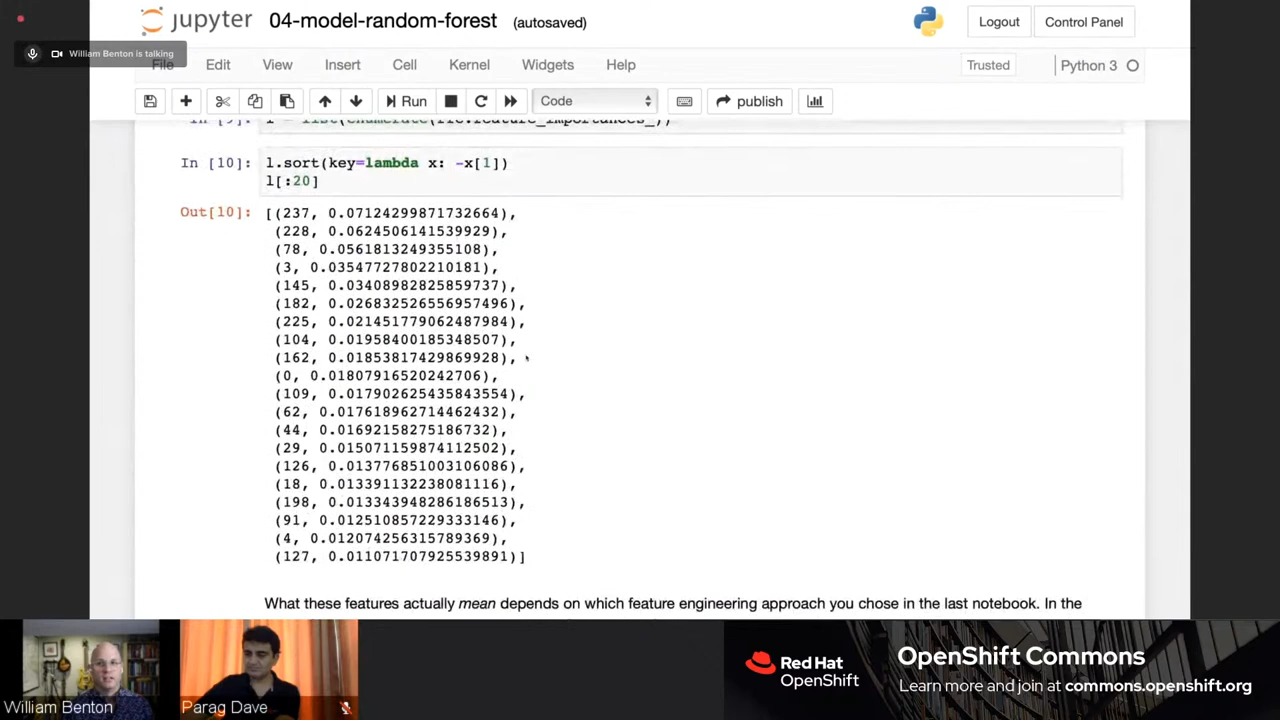 jupyter 04-model-random-forest (autosaved)
Logout
Control Panel
William Benton is talking
File Edit View Insert Cell Kernel Widgets Help
Trusted
Python 3
Run
Code
publish
In [9]: l = list(enumerate(rfc.feature_importances_))
In [10]: l.sort(key=lambda x: -x[1])
l[:20]
Out[10]: [(237, 0.07124299871732664),
(228, 0.0624506141539929),
(78, 0.0561813249355108),
(3, 0.03547727802210181),
(145, 0.03408982825859737),
(182, 0.026832526556957496),
(225, 0.021451779062487984),
(104, 0.01958400185348507),
(162, 0.01853817429869928),
(0, 0.01807916520242706),
(109, 0.017902625435843554),
(62, 0.017618962714462432),
(44, 0.01692158275186732),
(29, 0.015071159874112502),
(126, 0.013776851003106086),
(18, 0.013391132238081116),
(198, 0.013343948286186513),
(91, 0.012510857229333146),
(4, 0.012074256315789369),
(127, 0.011071707925539891)]
What these features actually mean depends on which feature engineering approach you chose in the last notebook. In the
William Benton
Parag Dave
Red Hat
OpenShift
OpenShift Commons
Learn more and join at commons.openshift.org